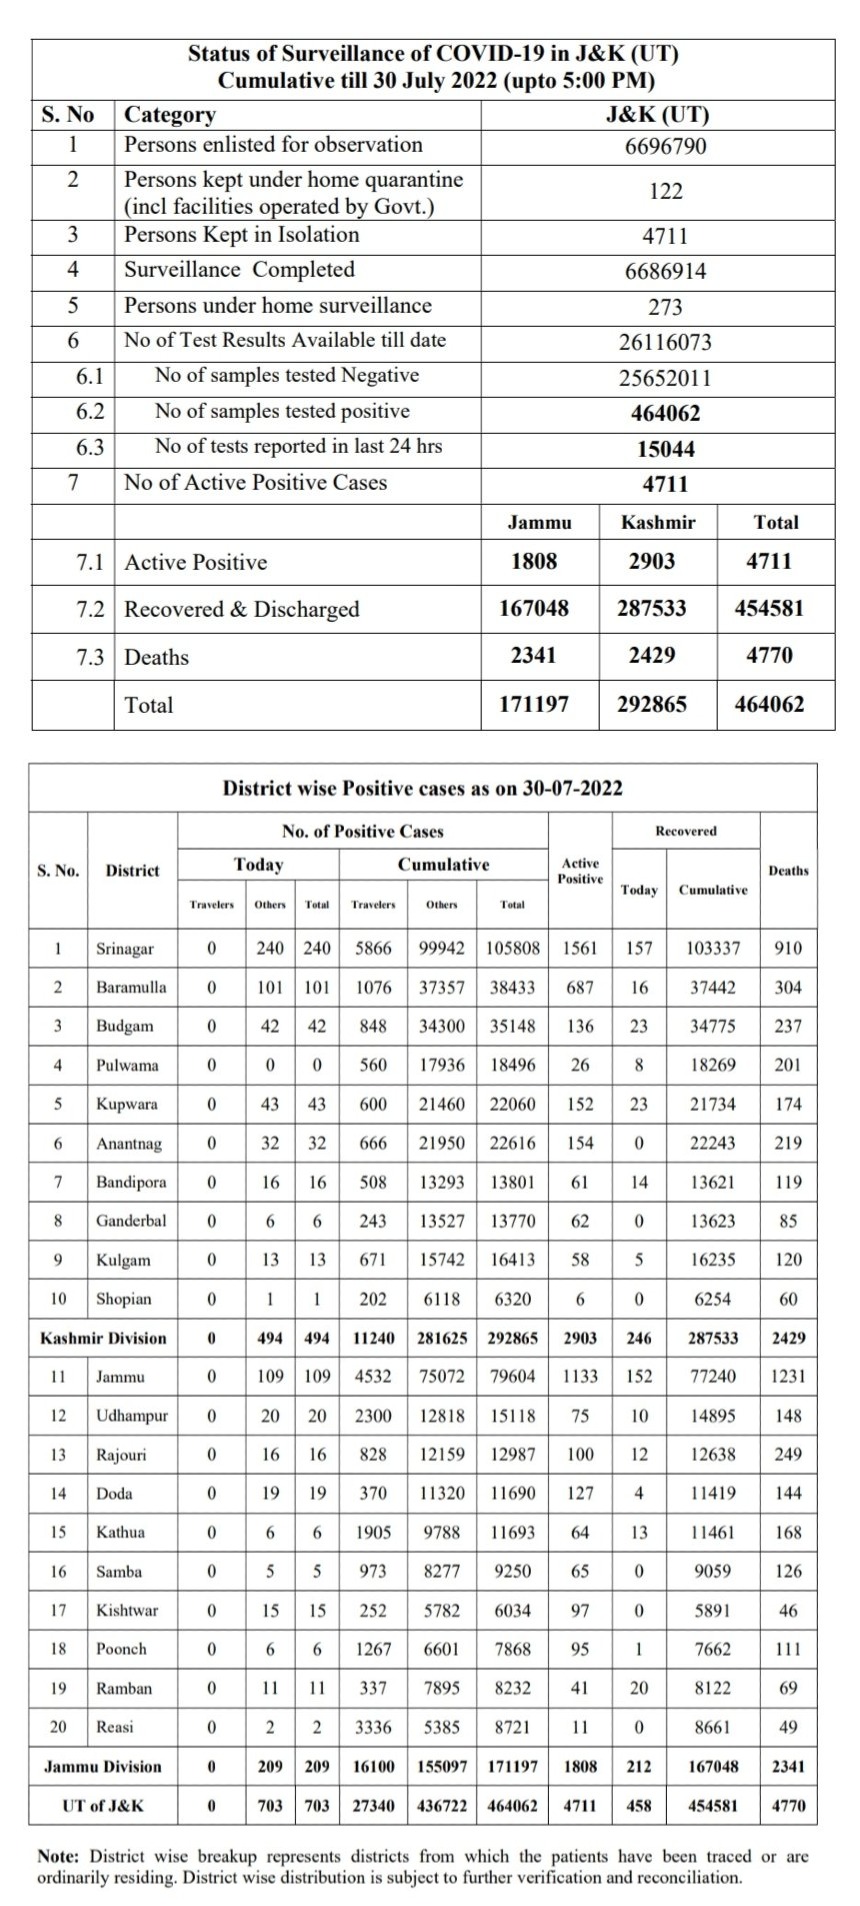 Status of Surveillance of COVID-19 in J&K (UT)
Cumulative till 30 July 2022 (upto 5:00 PM)
S. No Category J&K (UT)
1 Persons enlisted for observation 6696790
2 Persons kept under home quarantine
(incl facilities operated by Govt.) 122
3 Persons Kept in Isolation 4711
4 Surveillance Completed 6686914
5 Persons under home surveillance 273
6 No of Test Results Available till date 26116073
6.1 No of samples tested Negative 25652011
6.2 No of samples tested positive 464062
6.3 No of tests reported in last 24 hrs 15044
7 No of Active Positive Cases 4711
Jammu Kashmir Total
7.1 Active Positive 1808 2903 4711
7.2 Recovered & Discharged 167048 287533 454581
7.3 Deaths 2341 2429 4770
Total 171197 292865 464062
District wise Positive cases as on 30-07-2022
S. No. District No. of Positive Cases Active Positive Recovered Deaths
Today Cumulative Today Cumulative
Travelers Others Total Travelers Others Total
1 Srinagar 0 240 240 5866 99942 105808 1561 157 103337 910
2 Baramulla 0 101 101 1076 37357 38433 687 16 37442 304
3 Budgam 0 42 42 848 34300 35148 136 23 34775 237
4 Pulwama 0 0 0 560 17936 18496 26 8 18269 201
5 Kupwara 0 43 43 600 21460 22060 152 23 21734 174
6 Anantnag 0 32 32 666 21950 22616 154 0 22243 219
7 Bandipora 0 16 16 508 13293 13801 61 14 13621 119
8 Ganderbal 0 6 6 243 13527 13770 62 0 13623 85
9 Kulgam 0 13 13 671 15742 16413 58 5 16235 120
10 Shopian 0 1 1 202 6118 6320 6 0 6254 60
Kashmir Division 0 494 494 11240 281625 292865 2903 246 287533 2429
11 Jammu 0 109 109 4532 75072 79604 1133 152 77240 1231
12 Udhampur 0 20 20 2300 12818 15118 75 10 14895 148
13 Rajouri 0 16 16 828 12159 12987 100 12 12638 249
14 Doda 0 19 19 370 11320 11690 127 4 11419 144
15 Kathua 0 6 6 1905 9788 11693 64 13 11461 168
16 Samba 0 5 5 973 8277 9250 65 0 9059 126
17 Kishtwar 0 15 15 252 5782 6034 97 0 5891 46
18 Poonch 0 6 6 1267 6601 7868 95 1 7662 111
19 Ramban 0 11 11 337 7895 8232 41 20 8122 69
20 Reasi 0 2 2 3336 5385 8721 11 0 8661 49
Jammu Division 0 209 209 16100 155097 171197 1808 212 167048 2341
UT of J&K 0 703 703 27340 436722 464062 4711 458 454581 4770
Note: District wise breakup represents districts from which the patients have been traced or are
ordinarily residing. District wise distribution is subject to further verification and reconciliation.